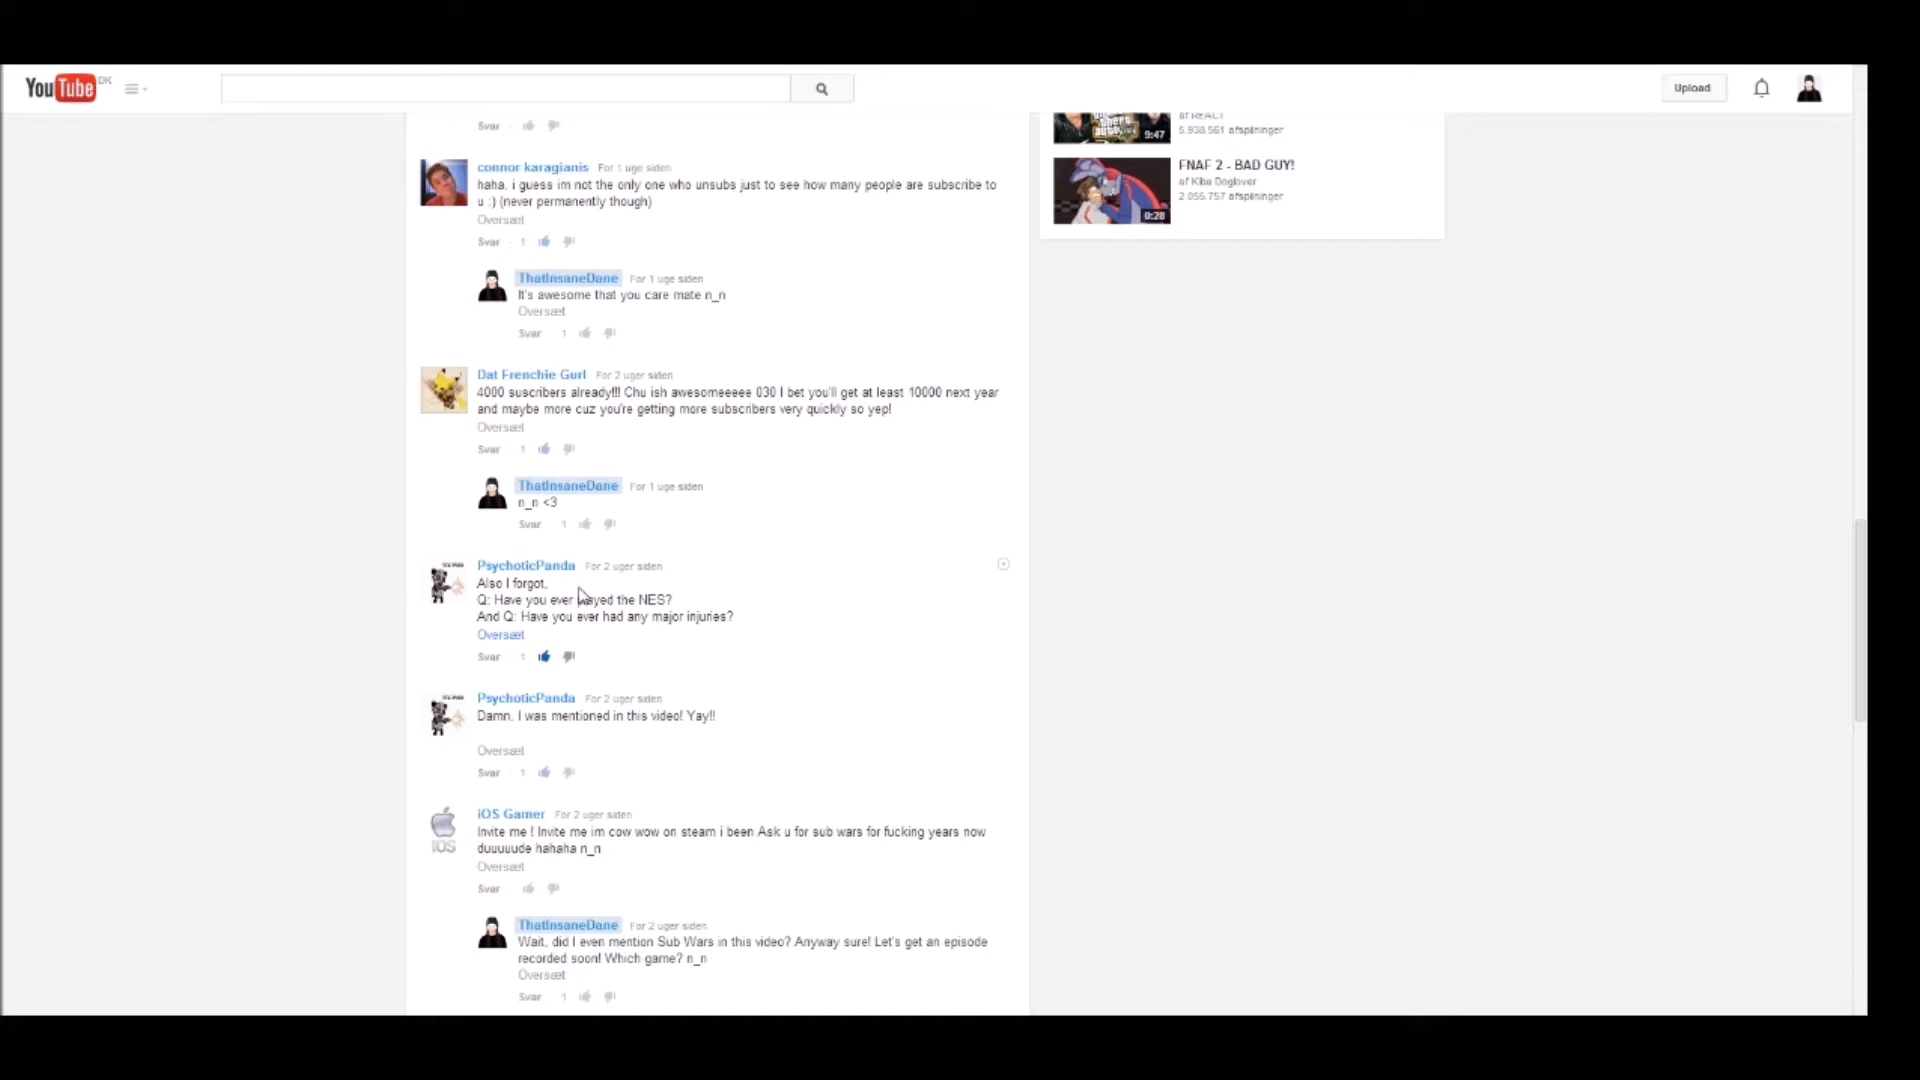 YouTube DK
Upload
Svar
connor karagianis For 1 uge siden
haha, i guess im not the only one who unsubs just to see how many people are subscribe to
u :) (never permanently though)
Oversæt
Svar · 1
ThatInsaneDane For 1 uge siden
It's awesome that you care mate n_n
Oversæt
Svar 1
Dat Frenchie Gurl For 2 uger siden
4000 suscribers already!!! Chu ish awesomeeeee 030 I bet you'll get at least 10000 next year
and maybe more cuz you're getting more subscribers very quickly so yep!
Oversæt
Svar · 1
ThatInsaneDane For 1 uge siden
n_n <3
Svar 1
PsychoticPanda For 2 uger siden
Also I forgot,
Q: Have you ever played the NES?
And Q: Have you ever had any major injuries?
Oversæt
Svar 1
PsychoticPanda For 2 uger siden
Damn, I was mentioned in this video! Yay!!
Oversæt
Svar · 1
iOS Gamer For 2 uger siden
iOS
Invite me ! Invite me im cow wow on steam i been Ask u for sub wars for fucking years now
duuuuude hahaha n_n
Oversæt
Svar
ThatInsaneDane For 2 uger siden
Wait, did I even mention Sub Wars in this video? Anyway sure! Let's get an episode
recorded soon! Which game? n_n
Oversæt
Svar 1
9:47
af REACT
5.938.561 afspilninger
0:28
FNAF 2 - BAD GUY!
af Kiba Doglover
2.055.757 afspilninger